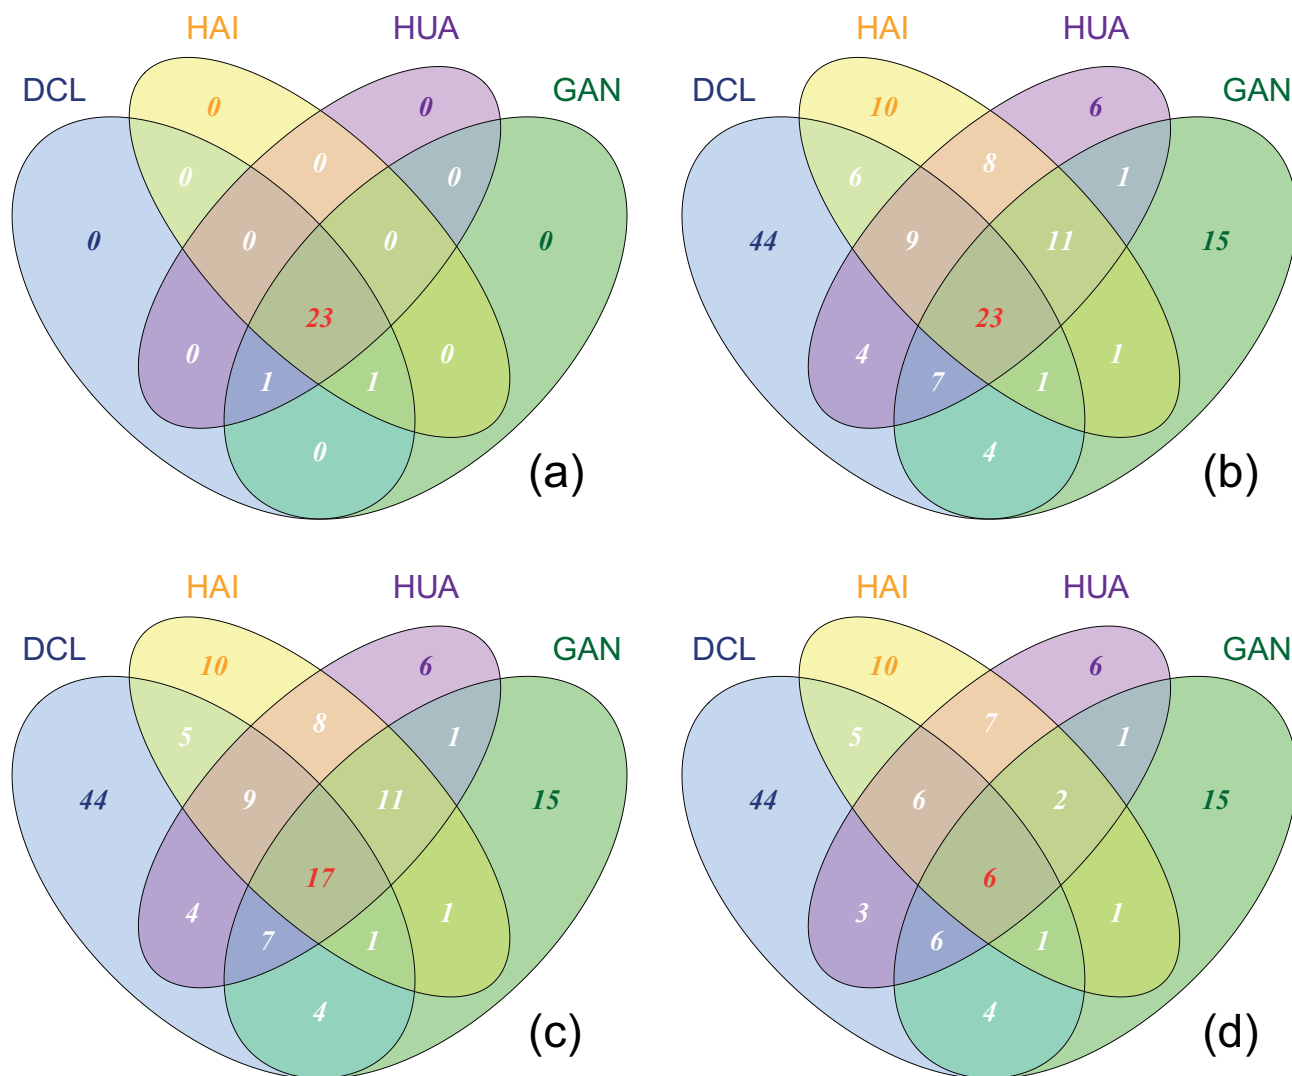 HAI HUA HAI HUA
DCL GAN DCL GAN
0 0 10 6
0 0 0 6 8 1
0 0 0 0 44 9 11 15
23 23
0 0 4 1
1 1 7 1
0 (a) 4 (b)
HAI HUA HAI HUA
DCL GAN DCL GAN
10 6 10 6
5 8 1 5 7 1
44 9 11 15 44 6 2 15
17 6
4 1 3 1
7 1 6 1
4 (c) 4 (d)